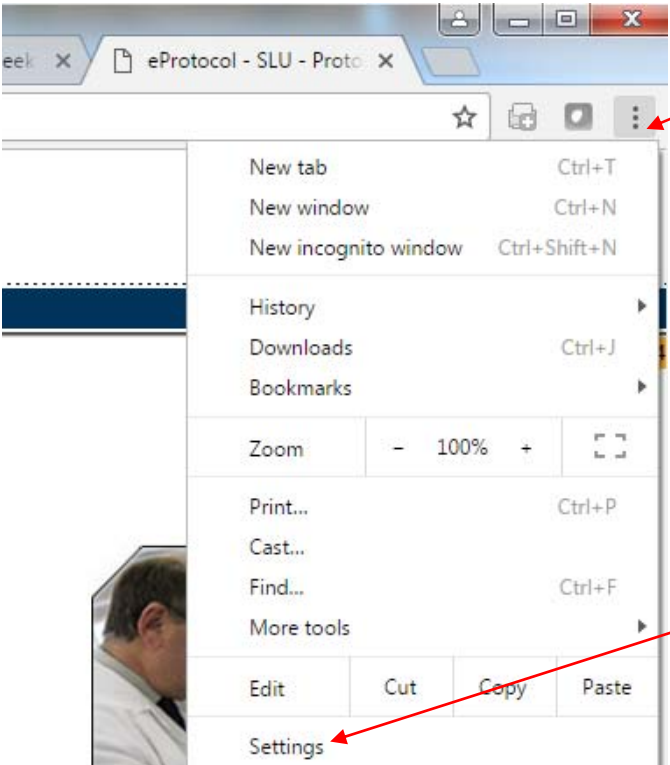 eek eProtocol - SLU - Proto
New tab Ctrl+T
New window Ctrl+N
New incognito window Ctrl+Shift+N
History
Downloads Ctrl+J
Bookmarks
Zoom - 100% +
Print... Ctrl+P
Cast...
Find... Ctrl+F
More tools
Edit Cut Copy Paste
Settings